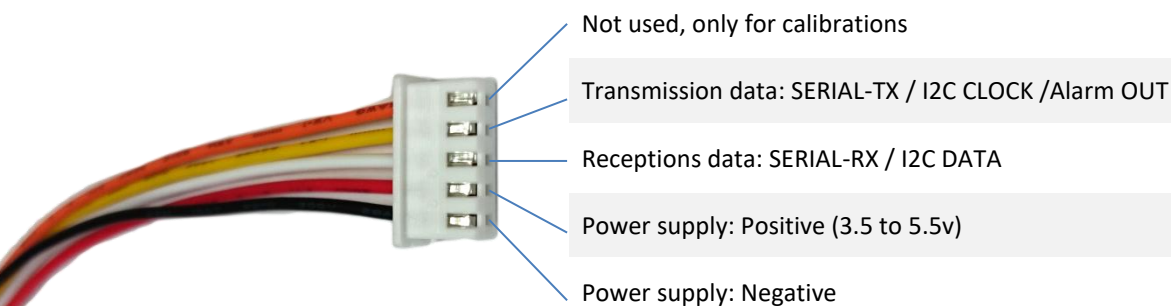 Not used, only for calibrations
Transmission data: SERIAL-TX / I2C CLOCK /Alarm OUT
Receptions data: SERIAL-RX / I2C DATA
Power supply: Positive (3.5 to 5.5v)
Power supply: Negative